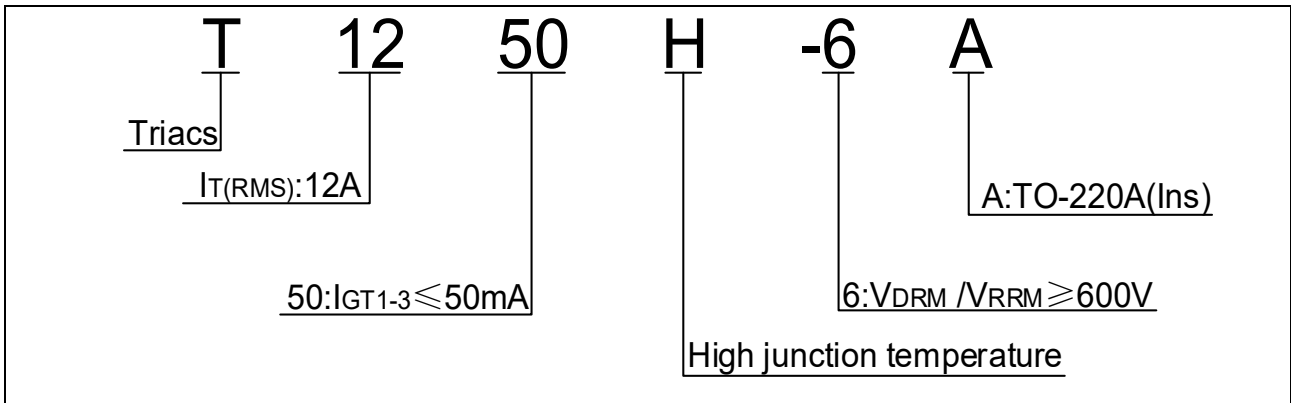 T 12 50 H -6 A
Triacs
IT(RMS):12A
A:TO-220A(Ins)
50:IGT1-3≤50mA
6:VDRM /VRRM≥600V
High junction temperature